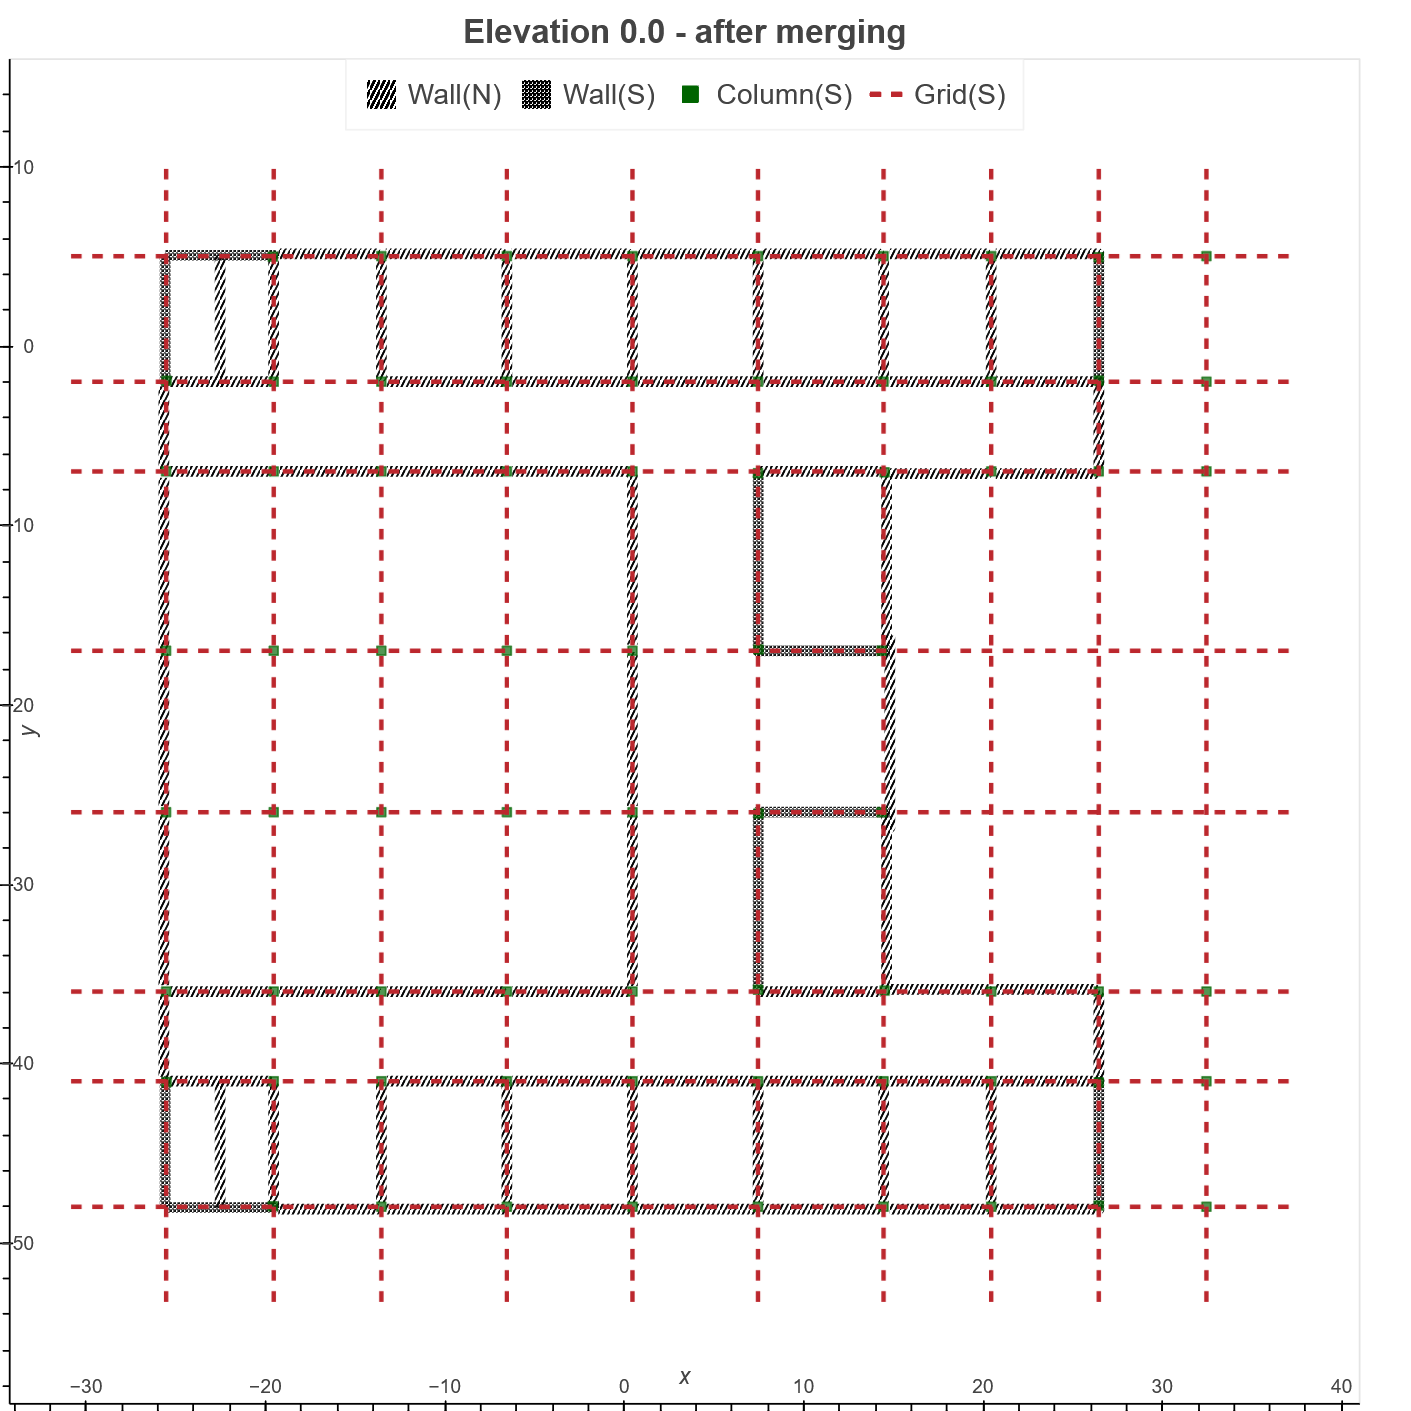 Elevation 0.0 - after merging
Wall(N) Wall(S) Column(S) Grid(S)
10
0
−10
−20
y
−30
−40
−50
x
−30 −20 −10 0 10 20 30 40